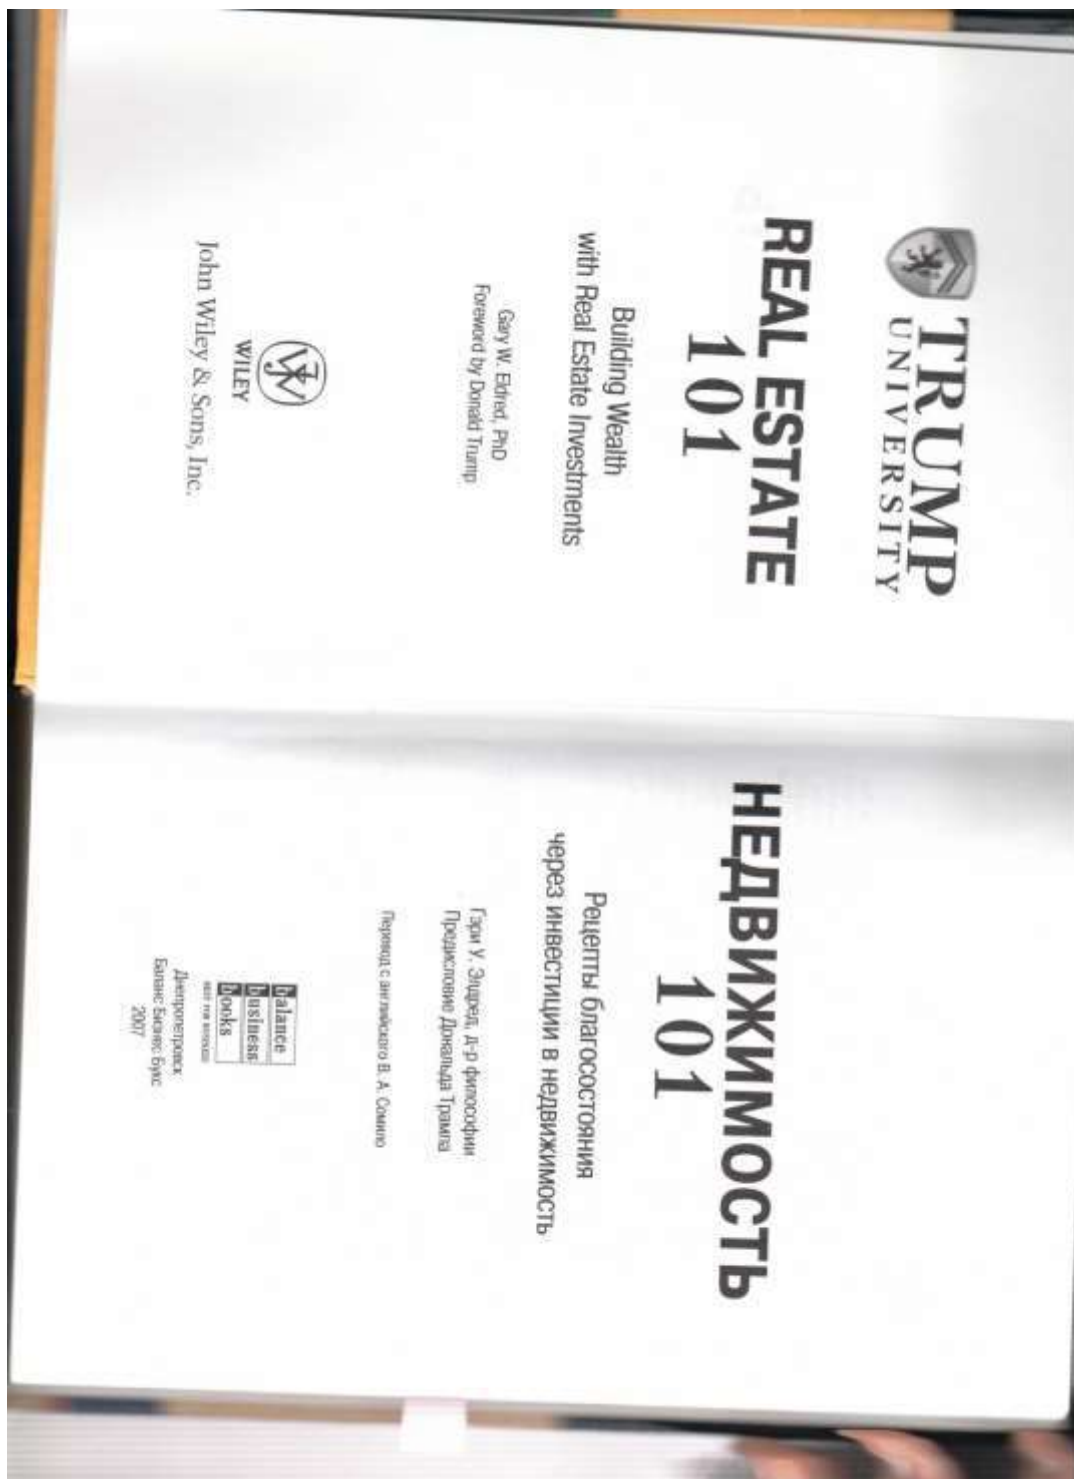 TRUMP
UNIVERSITY
REAL ESTATE
101
Building Wealth
with Real Estate Investments
Gary W. Eldred, PhD
Foreword by Donald Trump
WILEY
John Wiley & Sons, Inc.
НЕДВИЖИМОСТЬ
101
Рецепты благосостояния
через инвестиции в недвижимость
Гэри У. Элдред, д-р философии
Предисловие Дональда Трампа
Перевод с английского В. А. Сомило
balance
business
books
Днепропетровск
Баланс Бизнес Букс
2007